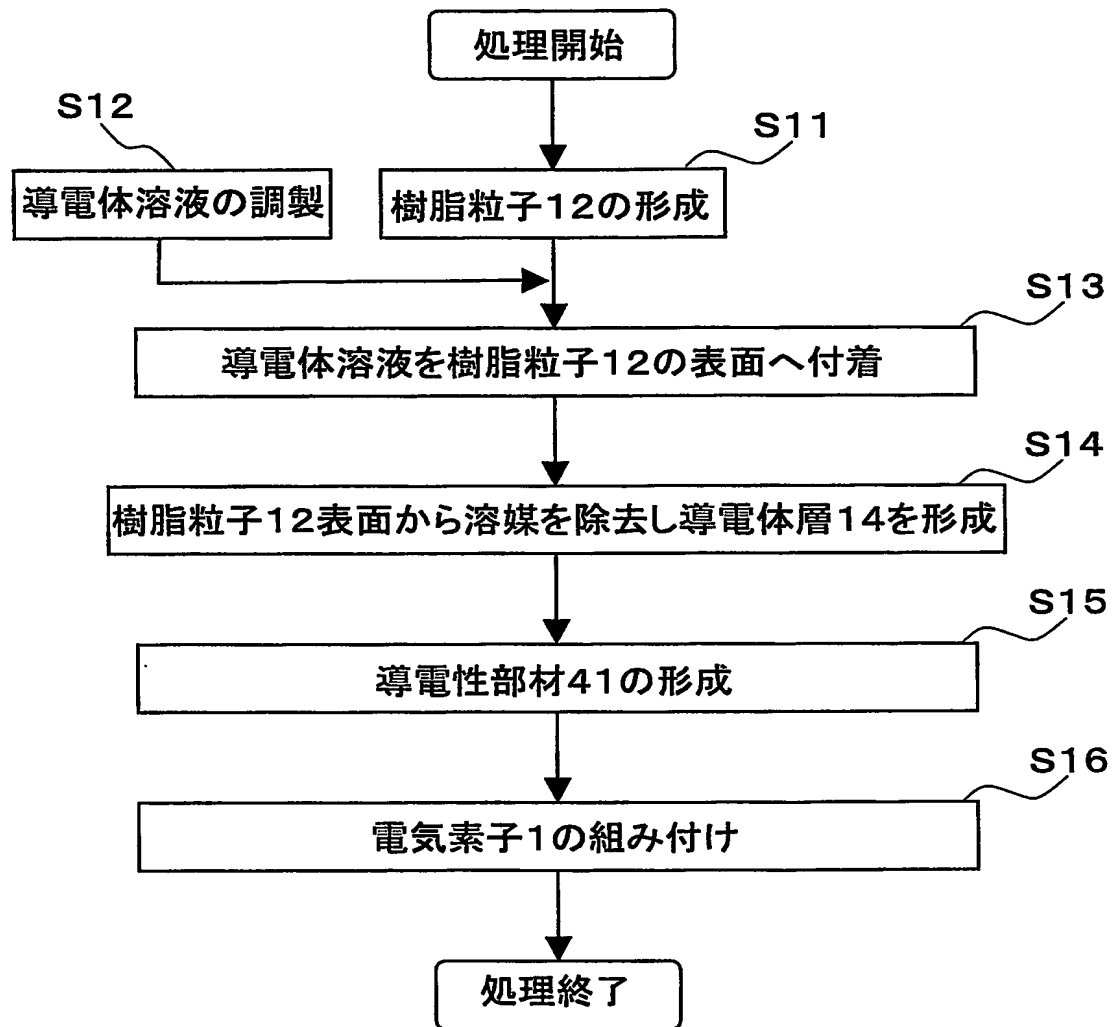 処理開始
S12
S11
導電体溶液の調製
樹脂粒子12の形成
S13
導電体溶液を樹脂粒子12の表面へ付着
S14
樹脂粒子12表面から溶媒を除去し導電体層14を形成
S15
導電性部材41の形成
S16
電気素子1の組み付け
処理終了